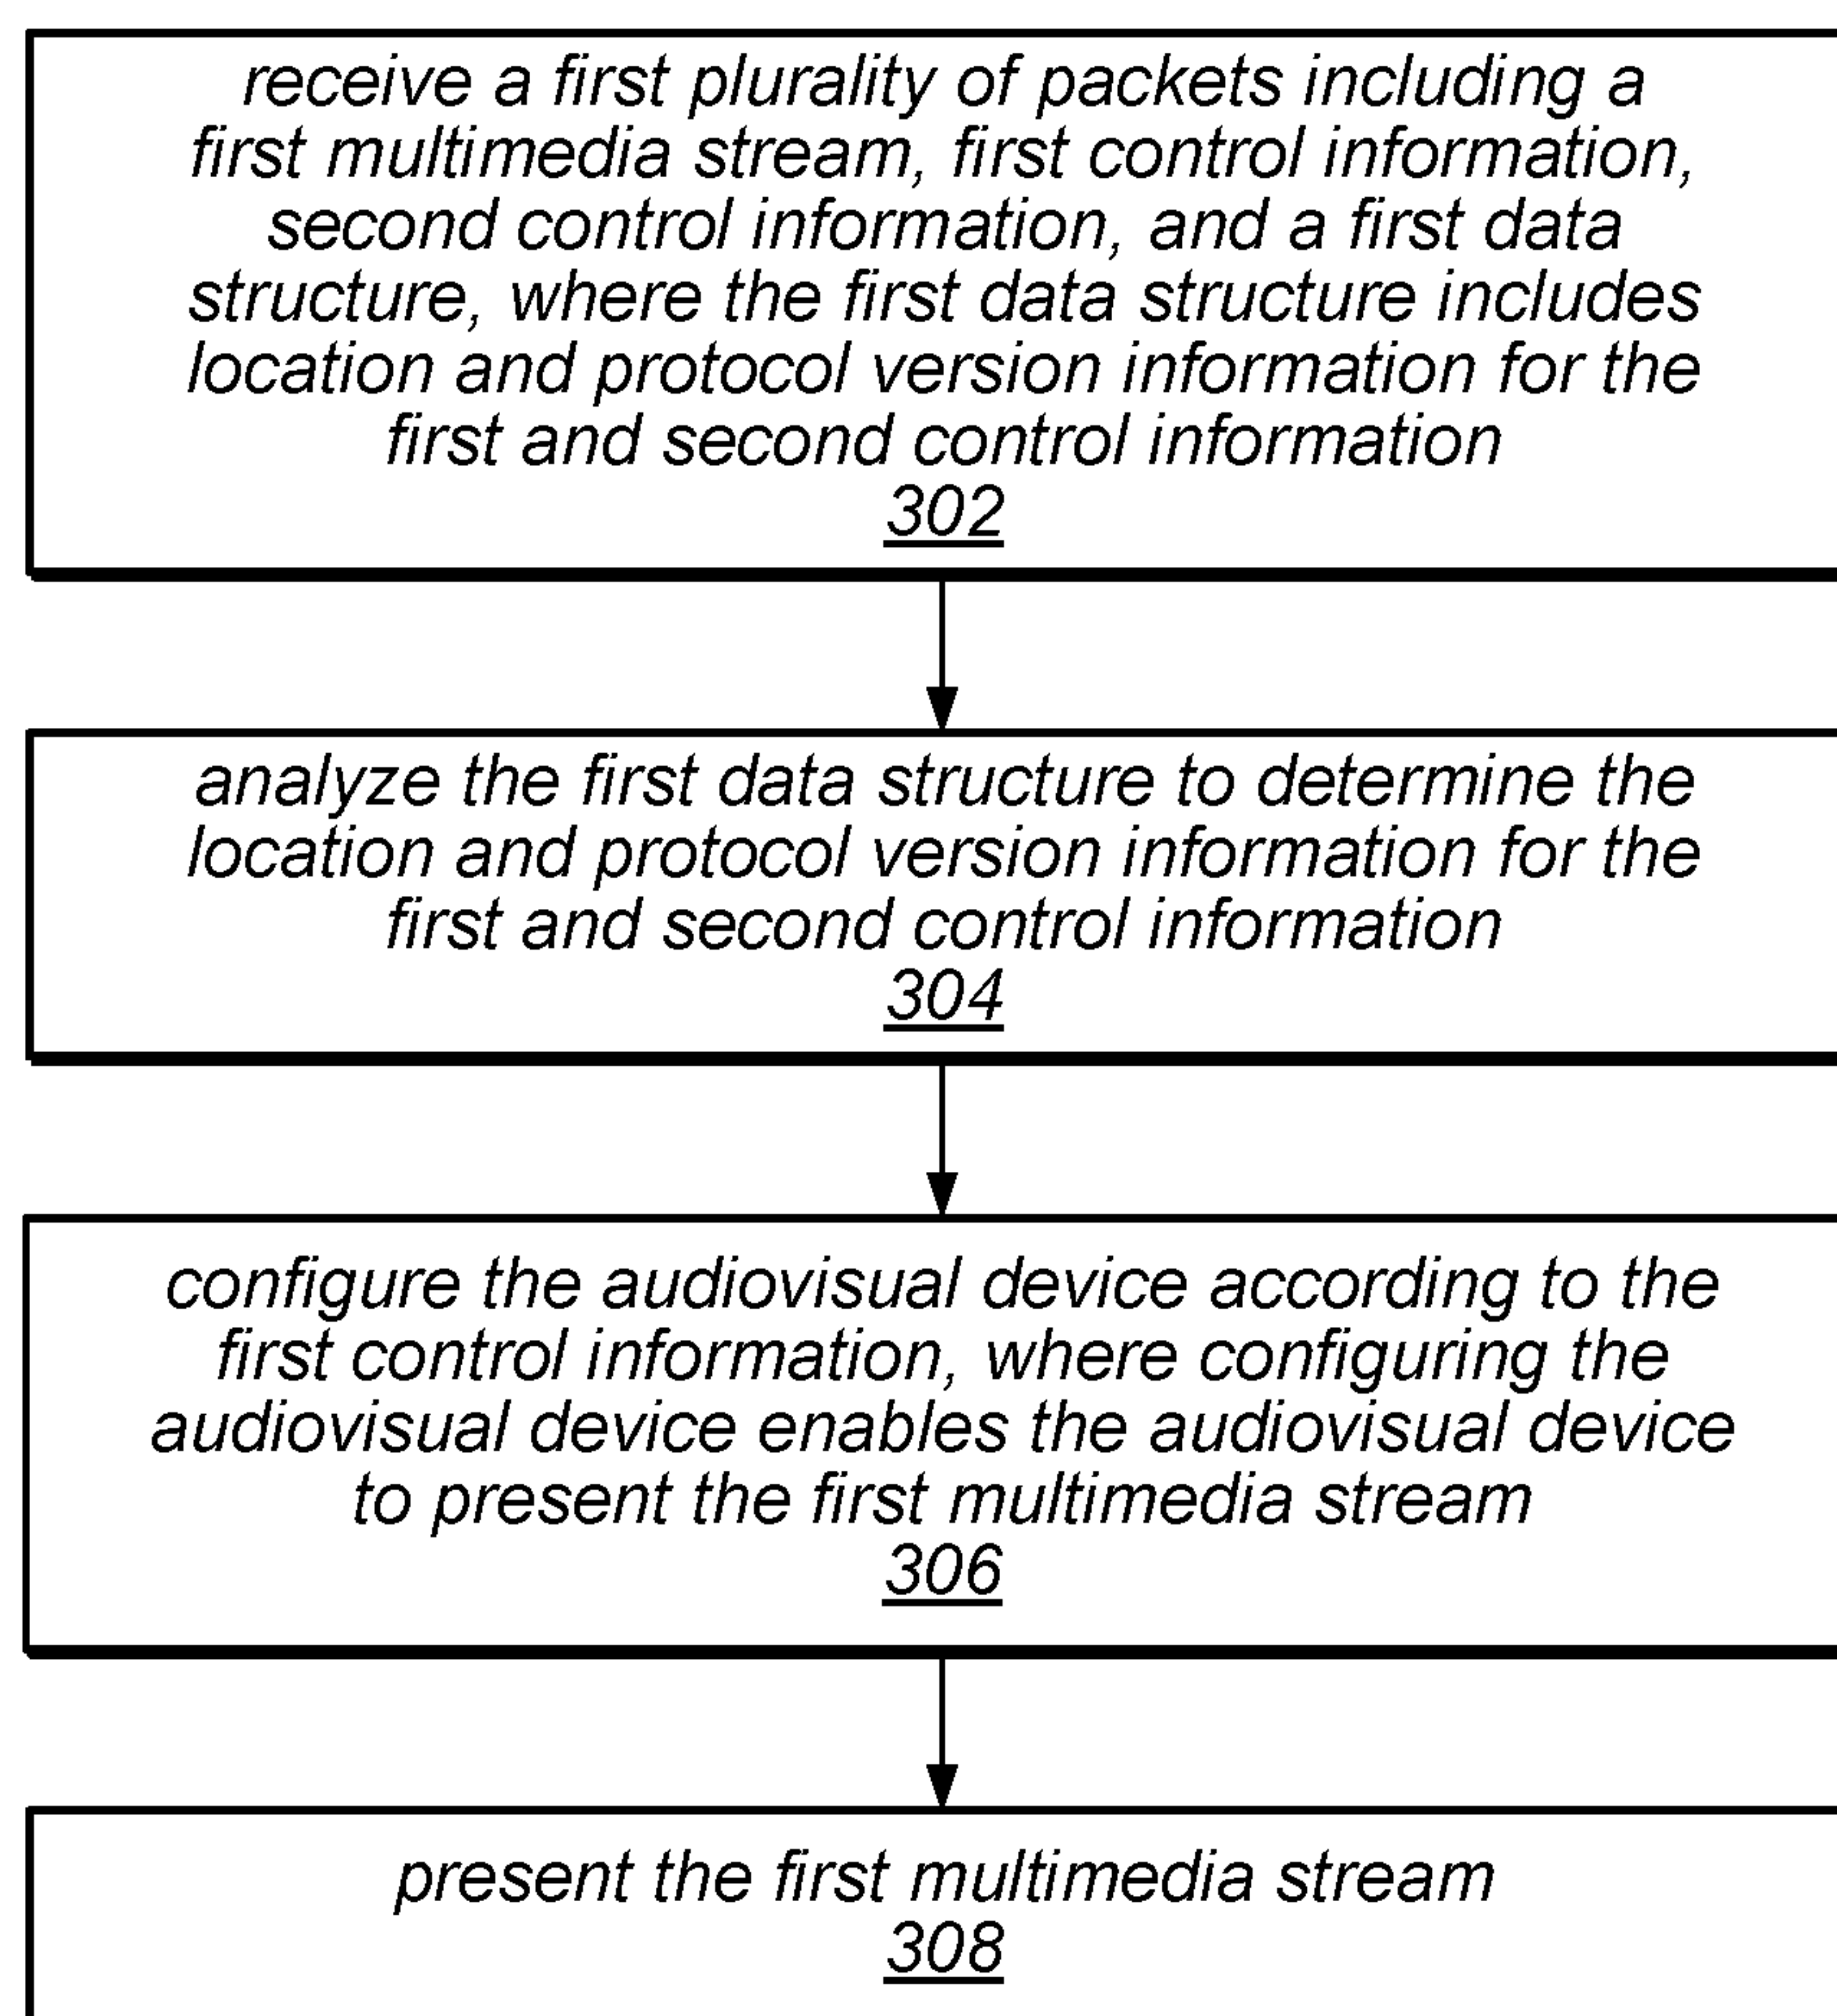 receive a first plurality of packets including a
first multimedia stream, first control information,
second control information, and a first data
structure, where the first data structure includes
location and protocol version information for the
first and second control information
302
analyze the first data structure to determine the
location and protocol version information for the
first and second control information
304
configure the audiovisual device according to the
first control information, where configuring the
audiovisual device enables the audiovisual device
to present the first multimedia stream
306
present the first multimedia stream
308